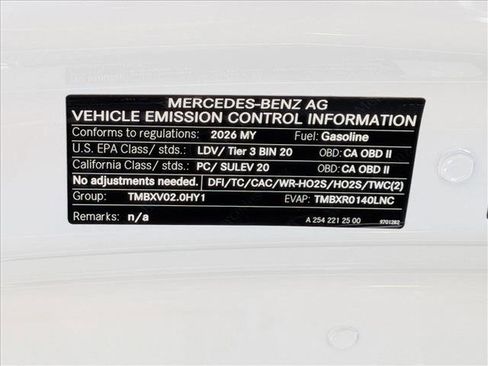 MERCEDES-BENZ AG
VEHICLE EMISSION CONTROL INFORMATION
Conforms to regulations: 2026 MY Fuel: Gasoline
U.S. EPA Class/ stds.: LDV/ Tier 3 BIN 20 OBD: CA OBD II
California Class/ stds.: PC/ SULEV 20 OBD: CA OBD II
No adjustments needed. DFI/TC/CAC/WR-HO2S/HO2S/TWC(2)
Group: TMBXV02.0HY1 EVAP: TMBXR0140LNC
Remarks: n/a A 254 221 25 00 9701282